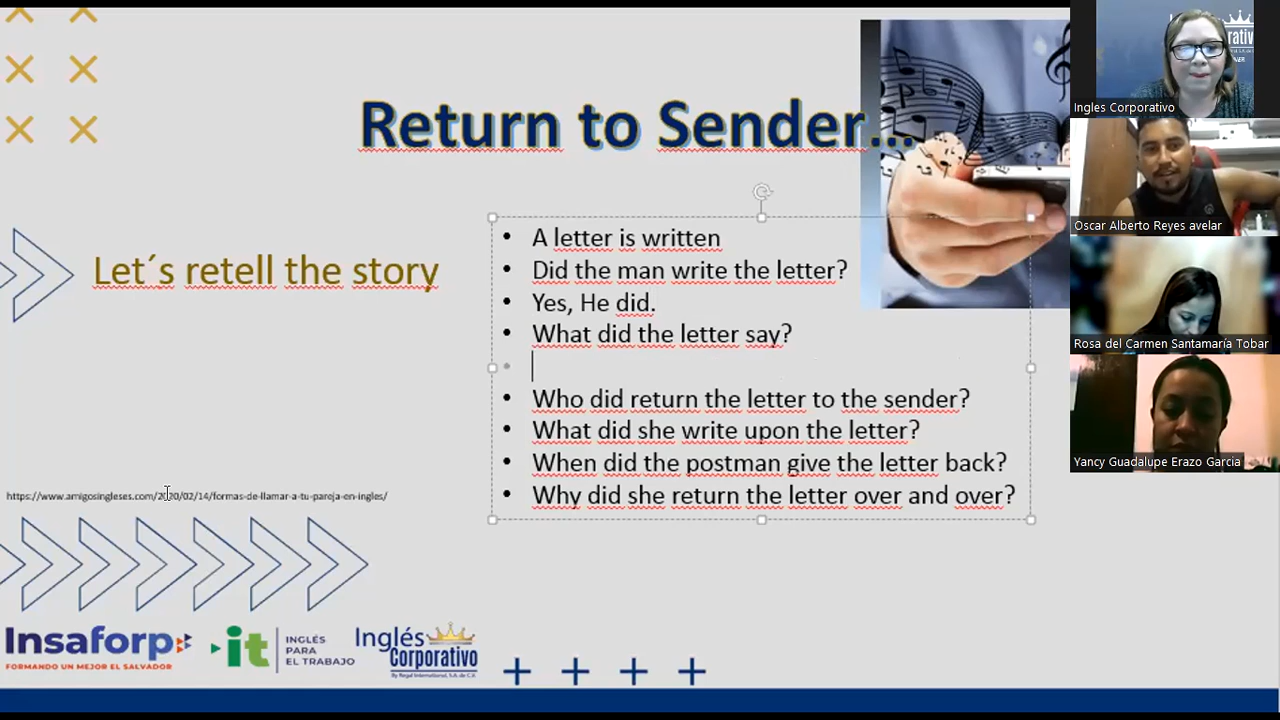 Return to Sender...
Let´s retell the story
• A letter is written
• Did the man write the letter?
• Yes, He did.
• What did the letter say?
•
• Who did return the letter to the sender?
• What did she write upon the letter?
• When did the postman give the letter back?
• Why did she return the letter over and over?
https://www.amigosingleses.com/2020/02/14/formas-de-llamar-a-tu-pareja-en-ingles/
Insaforp
FORMANDO UN MEJOR EL SALVADOR
it
INGLÉS
PARA
EL TRABAJO
Inglés
Corporativo
By Regal International, S.A. de C.V.
Ingles Corporativo
Oscar Alberto Reyes avelar
Rosa del Carmen Santamaría Tobar
Yancy Guadalupe Erazo Garcia